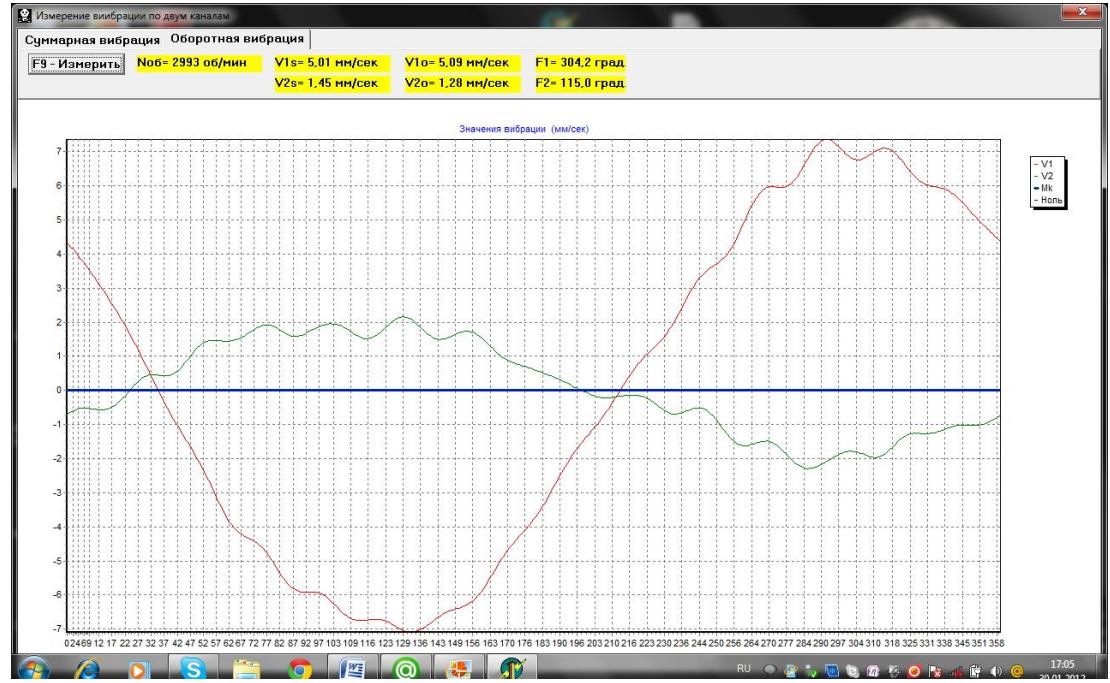 Измерение виибрации по двум каналам
Суммарная вибрация Оборотная вибрация
F9 - Измерить Nоб= 2993 об/мин V1s= 5,01 мм/сек V1о= 5,09 мм/сек F1= 304,2 град
V2s= 1,45 мм/сек V2о= 1,28 мм/сек F2= 115,0 град
Значения вибрации (мм/сек)
7
6
5
4
3
2
1
0
-1
-2
-3
-4
-5
-6
-7
V1
V2
Mk
Ноль
0 2 4 6 9 12 17 22 27 32 37 42 47 52 57 62 67 72 77 82 87 92 97 103 109 116 123 129 136 143 149 156 163 170 176 183 190 196 203 210 216 223 230 236 244 250 256 264 270 277 284 290 297 304 310 318 325 331 338 345 351 358
RU
17:05
30.01.2012